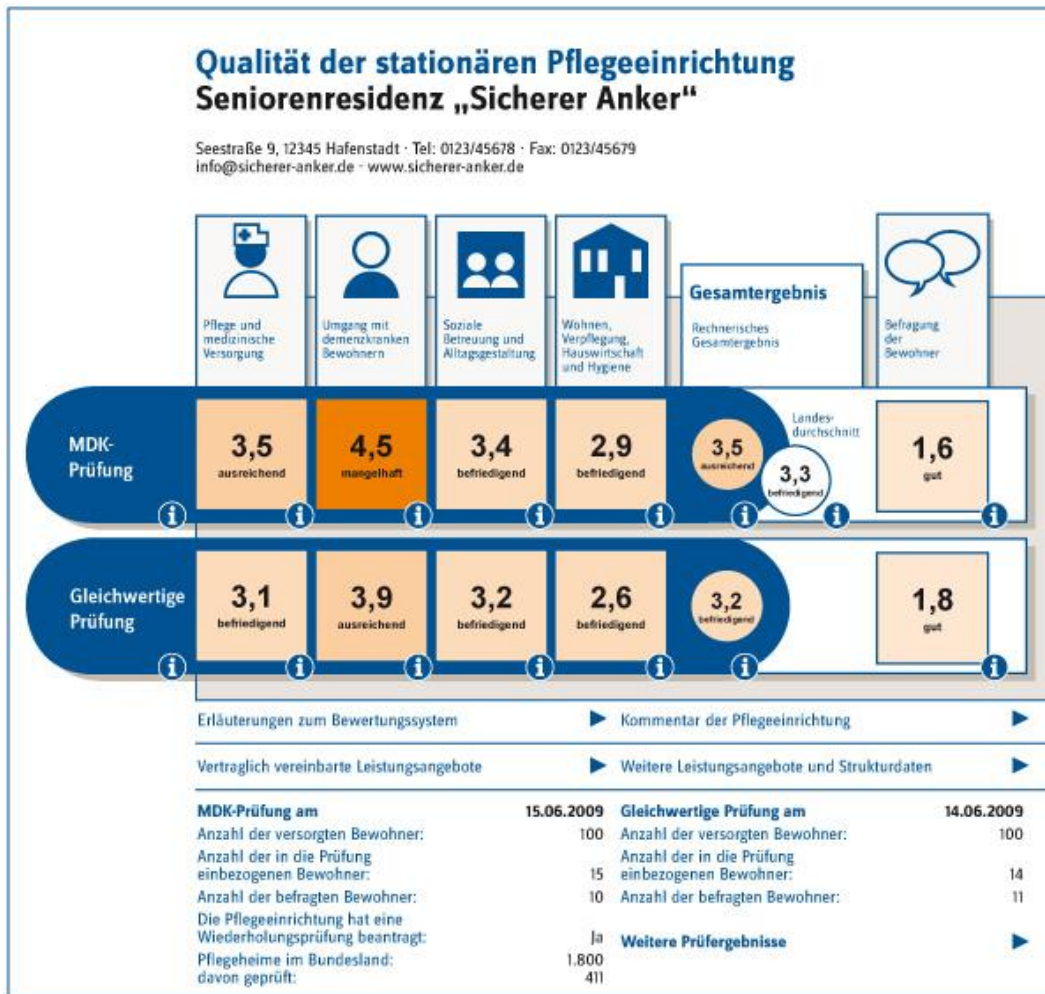 Qualität der stationären Pflegeeinrichtung
Seniorenresidenz „Sicherer Anker“
Seestraße 9, 12345 Hafenstadt · Tel: 0123/45678 · Fax: 0123/45679
info@sicherer-anker.de · www.sicherer-anker.de
Pflege und
medizinische
Versorgung
Umgang mit
demenzkranken
Bewohnern
Soziale
Betreuung und
Alltagsgestaltung
Wohnen,
Verpflegung,
Hauswirtschaft
und Hygiene
Gesamtergebnis
Rechnerisches
Gesamtergebnis
Befragung
der
Bewohner
MDK-
Prüfung
3,5
ausreichend
4,5
mangelhaft
3,4
befriedigend
2,9
befriedigend
3,5
ausreichend
Landes-
durchschnitt
3,3
befriedigend
1,6
gut
i i i i i i i i
Gleichwertige
Prüfung
3,1
befriedigend
3,9
ausreichend
3,2
befriedigend
2,6
befriedigend
3,2
befriedigend
1,8
gut
i i i i i i i
Erläuterungen zum Bewertungssystem
Kommentar der Pflegeeinrichtung
Vertraglich vereinbarte Leistungsangebote
Weitere Leistungsangebote und Strukturdaten
MDK-Prüfung am 15.06.2009
Anzahl der versorgten Bewohner: 100
Anzahl der in die Prüfung
einbezogenen Bewohner: 15
Anzahl der befragten Bewohner: 10
Die Pflegeeinrichtung hat eine
Wiederholungsprüfung beantragt: Ja
Pflegeheime im Bundesland: 1.800
davon geprüft: 411
Gleichwertige Prüfung am 14.06.2009
Anzahl der versorgten Bewohner: 100
Anzahl der in die Prüfung
einbezogenen Bewohner: 14
Anzahl der befragten Bewohner: 11
Weitere Prüfergebnisse